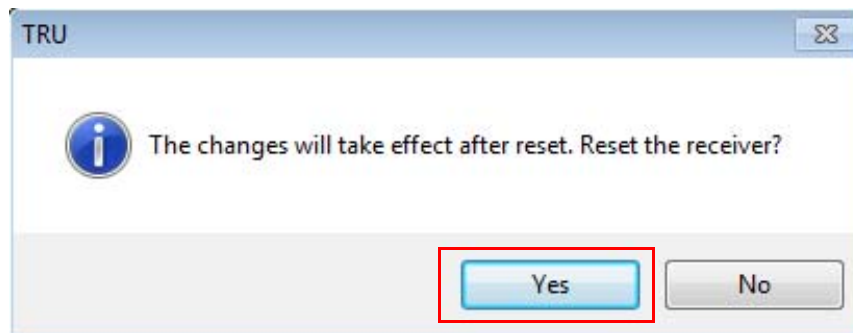 TRU
The changes will take effect after reset. Reset the receiver?
Yes No